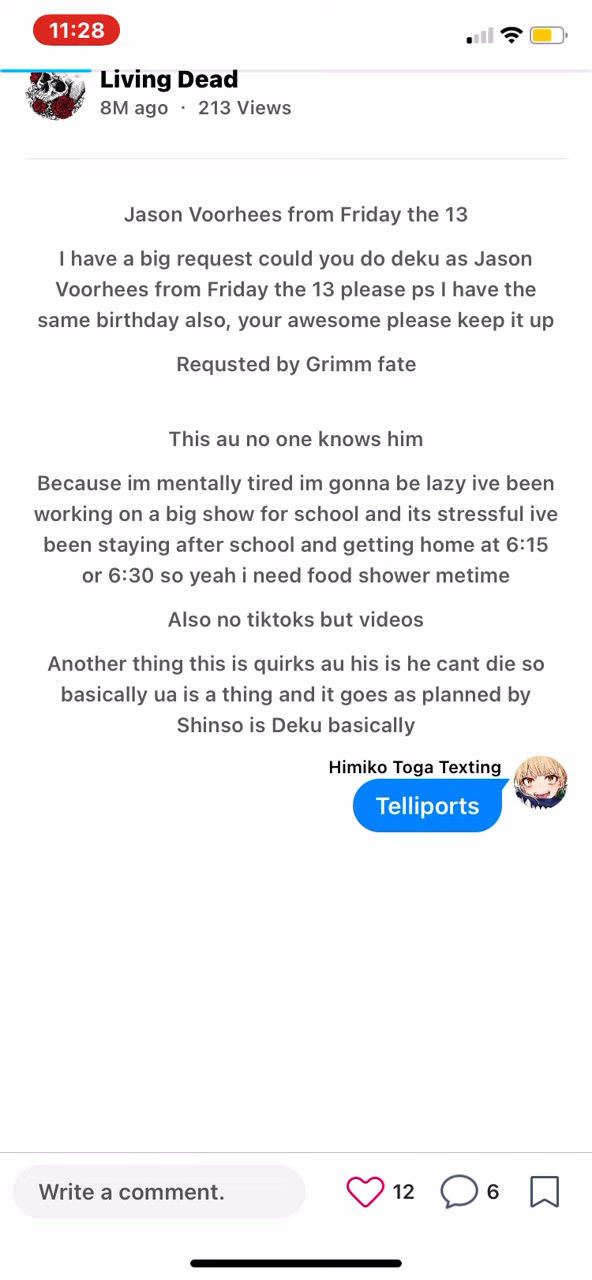 11:28
Living Dead
8M ago · 213 Views
Jason Voorhees from Friday the 13
I have a big request could you do deku as Jason
Voorhees from Friday the 13 please ps I have the
same birthday also, your awesome please keep it up
Requsted by Grimm fate
This au no one knows him
Because im mentally tired im gonna be lazy ive been
working on a big show for school and its stressful ive
been staying after school and getting home at 6:15
or 6:30 so yeah i need food shower metime
Also no tiktoks but videos
Another thing this is quirks au his is he cant die so
basically ua is a thing and it goes as planned by
Shinso is Deku basically
Himiko Toga Texting
Telliports
Write a comment.
12
6